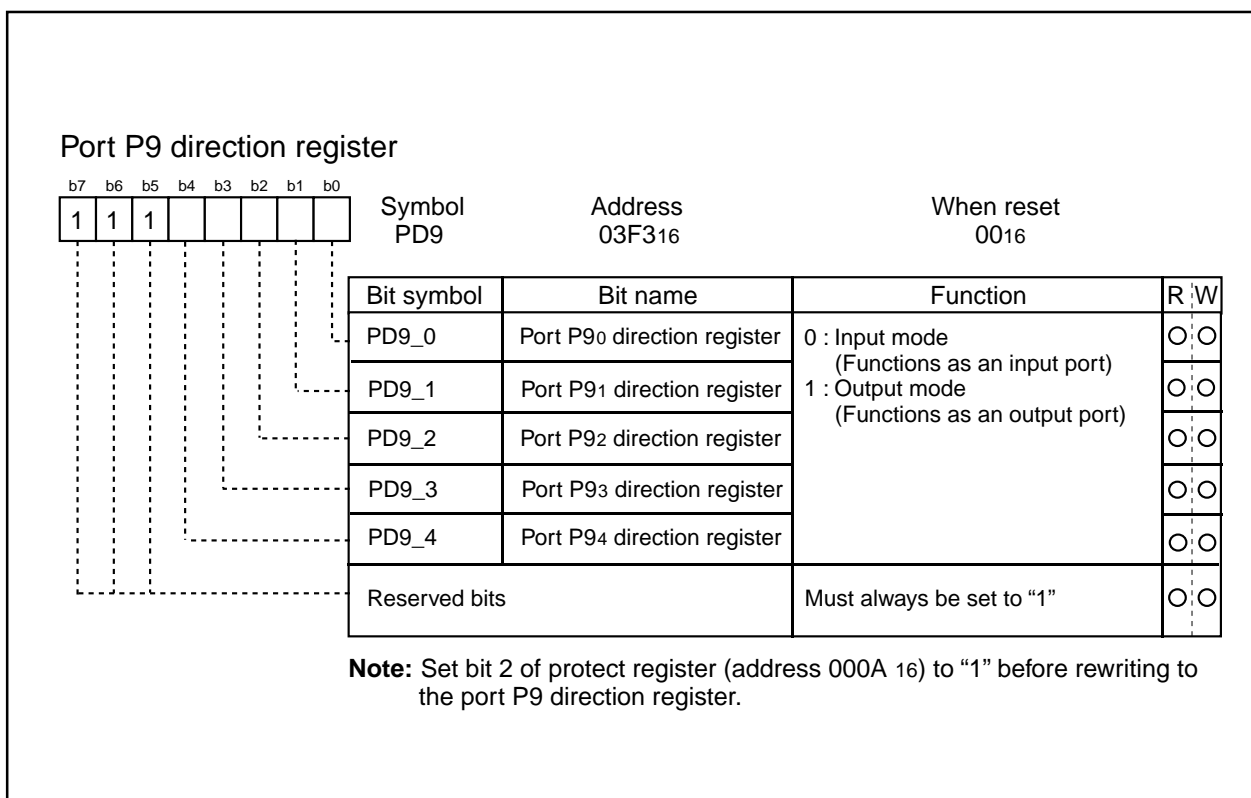 Port P9 direction register
b7 b6 b5 b4 b3 b2 b1 b0
1 1 1
Symbol Address When reset
PD9 03F316 0016
Bit symbol Bit name Function R W
PD9_0 Port P90 direction register 0 : Input mode
(Functions as an input port)
PD9_1 Port P91 direction register 1 : Output mode
(Functions as an output port)
PD9_2 Port P92 direction register
PD9_3 Port P93 direction register
PD9_4 Port P94 direction register
Reserved bits Must always be set to “1”
Note: Set bit 2 of protect register (address 000A 16) to “1” before rewriting to
the port P9 direction register.